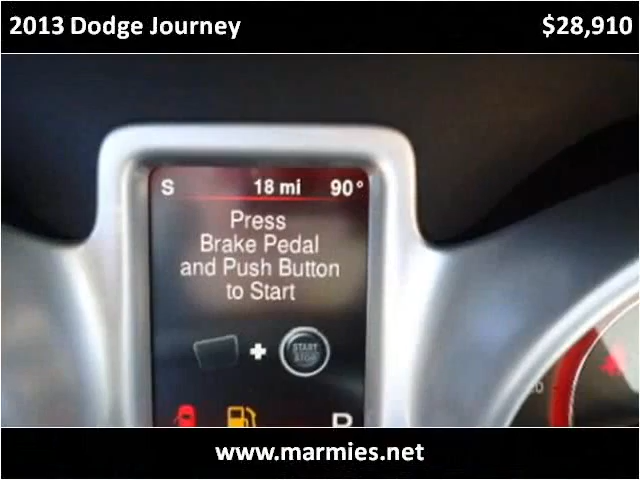 2013 Dodge Journey $28,910
S 18 mi 90°
Press
Brake Pedal
and Push Button
to Start
START
STOP
P
www.marmies.net